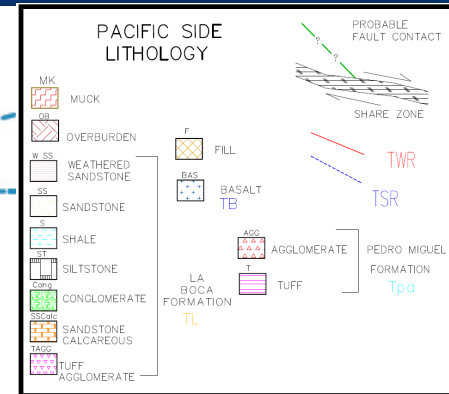 PACIFIC SIDE
LITHOLOGY
PROBABLE
FAULT CONTACT
?
?
SHARE ZONE
MK
MUCK
OB
OVERBURDEN
W SS
WEATHERED
SANDSTONE
SS
SANDSTONE
S
SHALE
ST
SILTSTONE
Cong
CONGLOMERATE
SSCalc
SANDSTONE
CALCAREOUS
TAGG
TUFF
AGGLOMERATE
LA
BOCA
FORMATION
TL
F
FILL
BAS
BASALT
TB
AGG
AGGLOMERATE
T
TUFF
PEDRO MIGUEL
FORMATION
Tpa
TWR
TSR